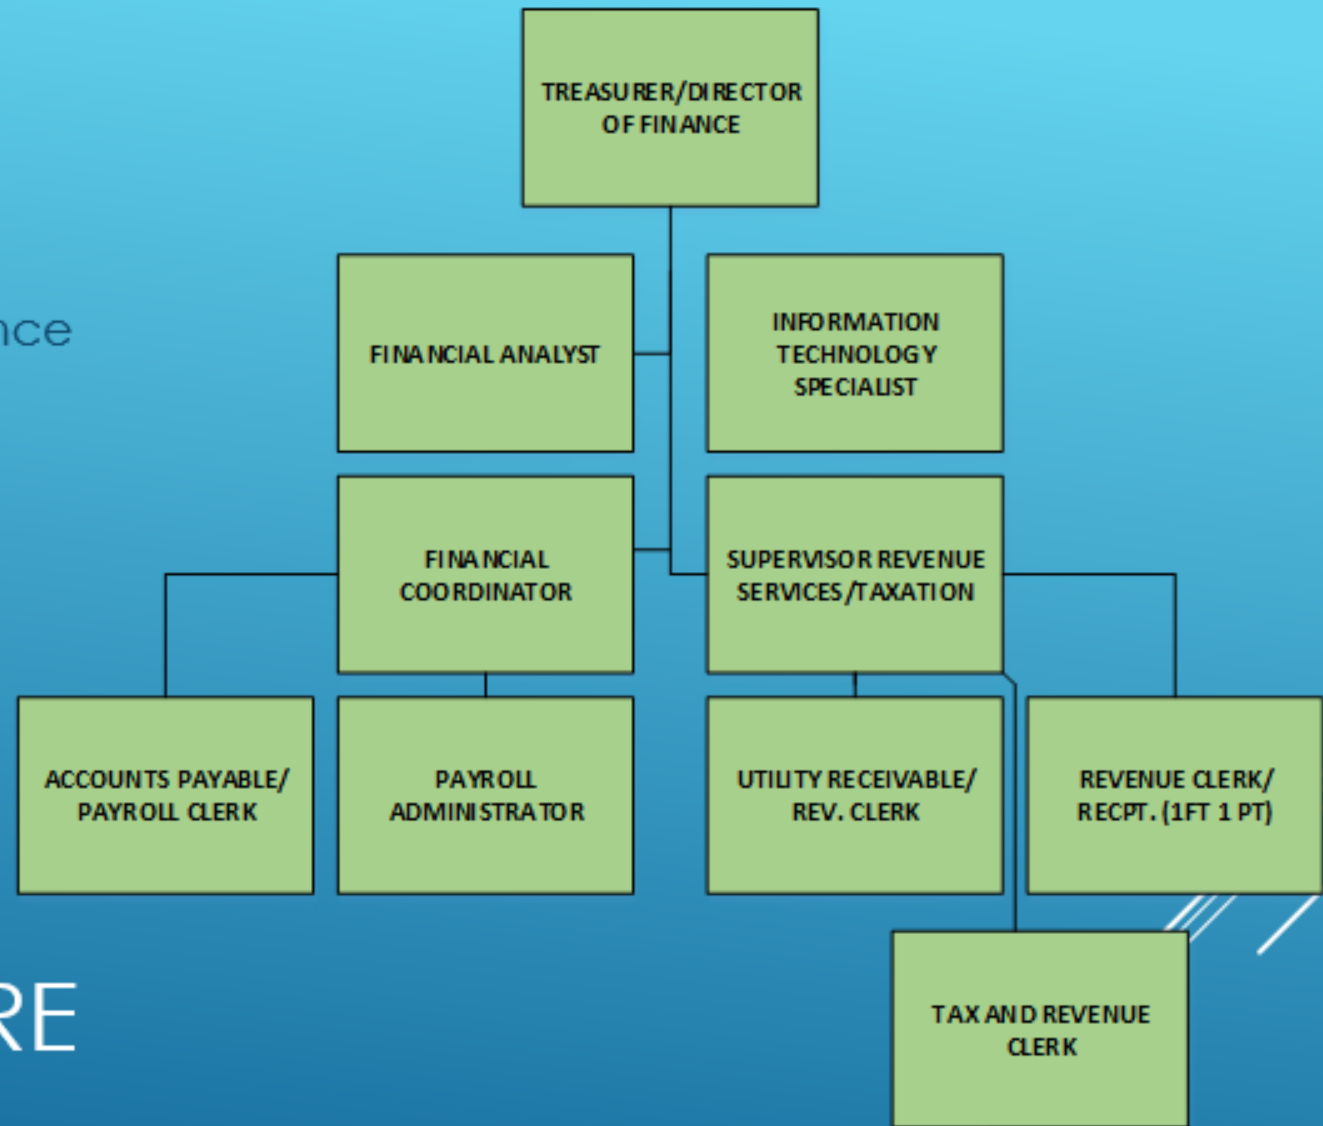 TREASURER/DIRECTOR
OF FINANCE
FINANCIAL ANALYST
INFORMATION
TECHNOLOGY
SPECIALIST
FINANCIAL
COORDINATOR
SUPERVISOR REVENUE
SERVICES/TAXATION
ACCOUNTS PAYABLE/
PAYROLL CLERK
PAYROLL
ADMINISTRATOR
UTILITY RECEIVABLE/
REV. CLERK
REVENUE CLERK/
RECPT. (1FT 1 PT)
TAX AND REVENUE
CLERK